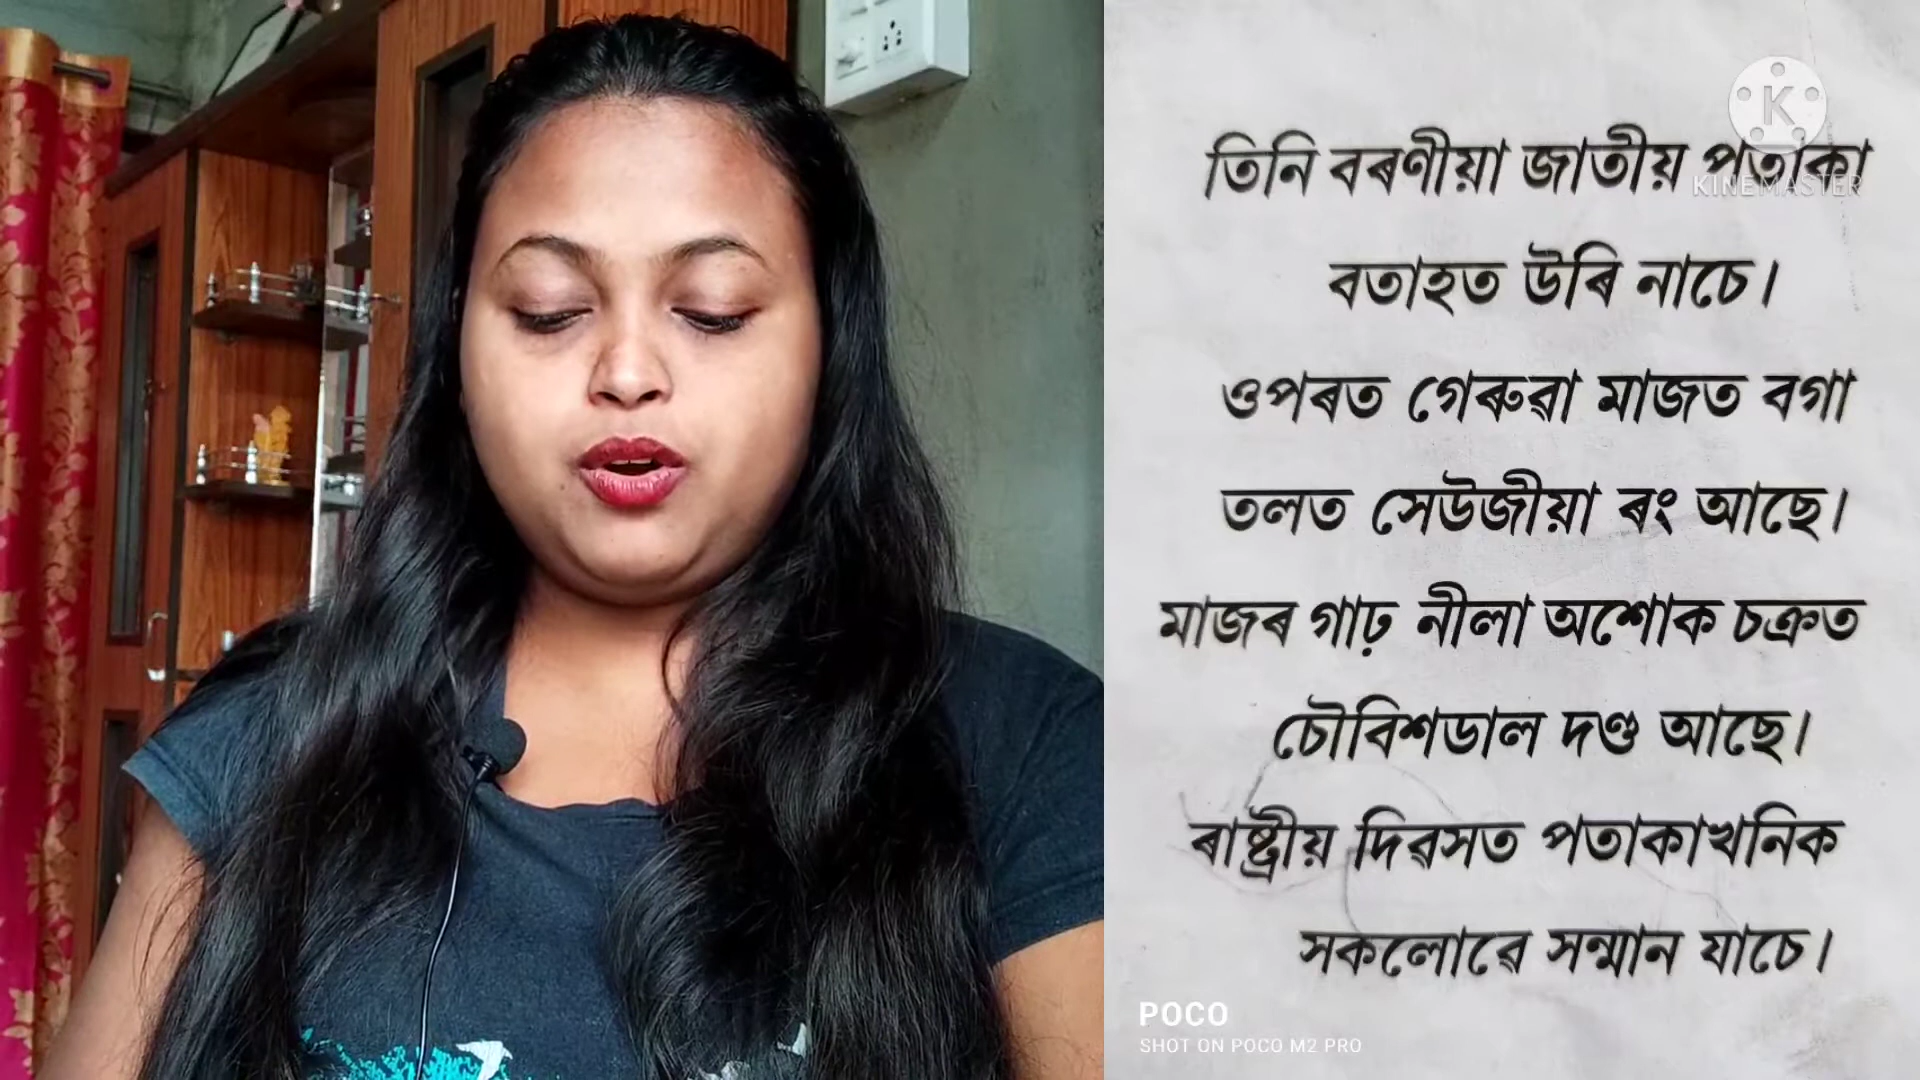 তিনি বৰণীয়া জাতীয় পতাকা
বতাহত উৰি নাচে।
ওপৰত গেৰুৱা মাজত বগা
তলত সেউজীয়া ৰং আছে।
মাজৰ গাঢ় নীলা অশোক চক্ৰত
চৌবিশডাল দণ্ড আছে।
ৰাষ্ট্ৰীয় দিৱসত পতাকাখনিক
সকলোৱে সন্মান যাচে।
K
KINEMASTER
POCO
SHOT ON POCO M2 PRO